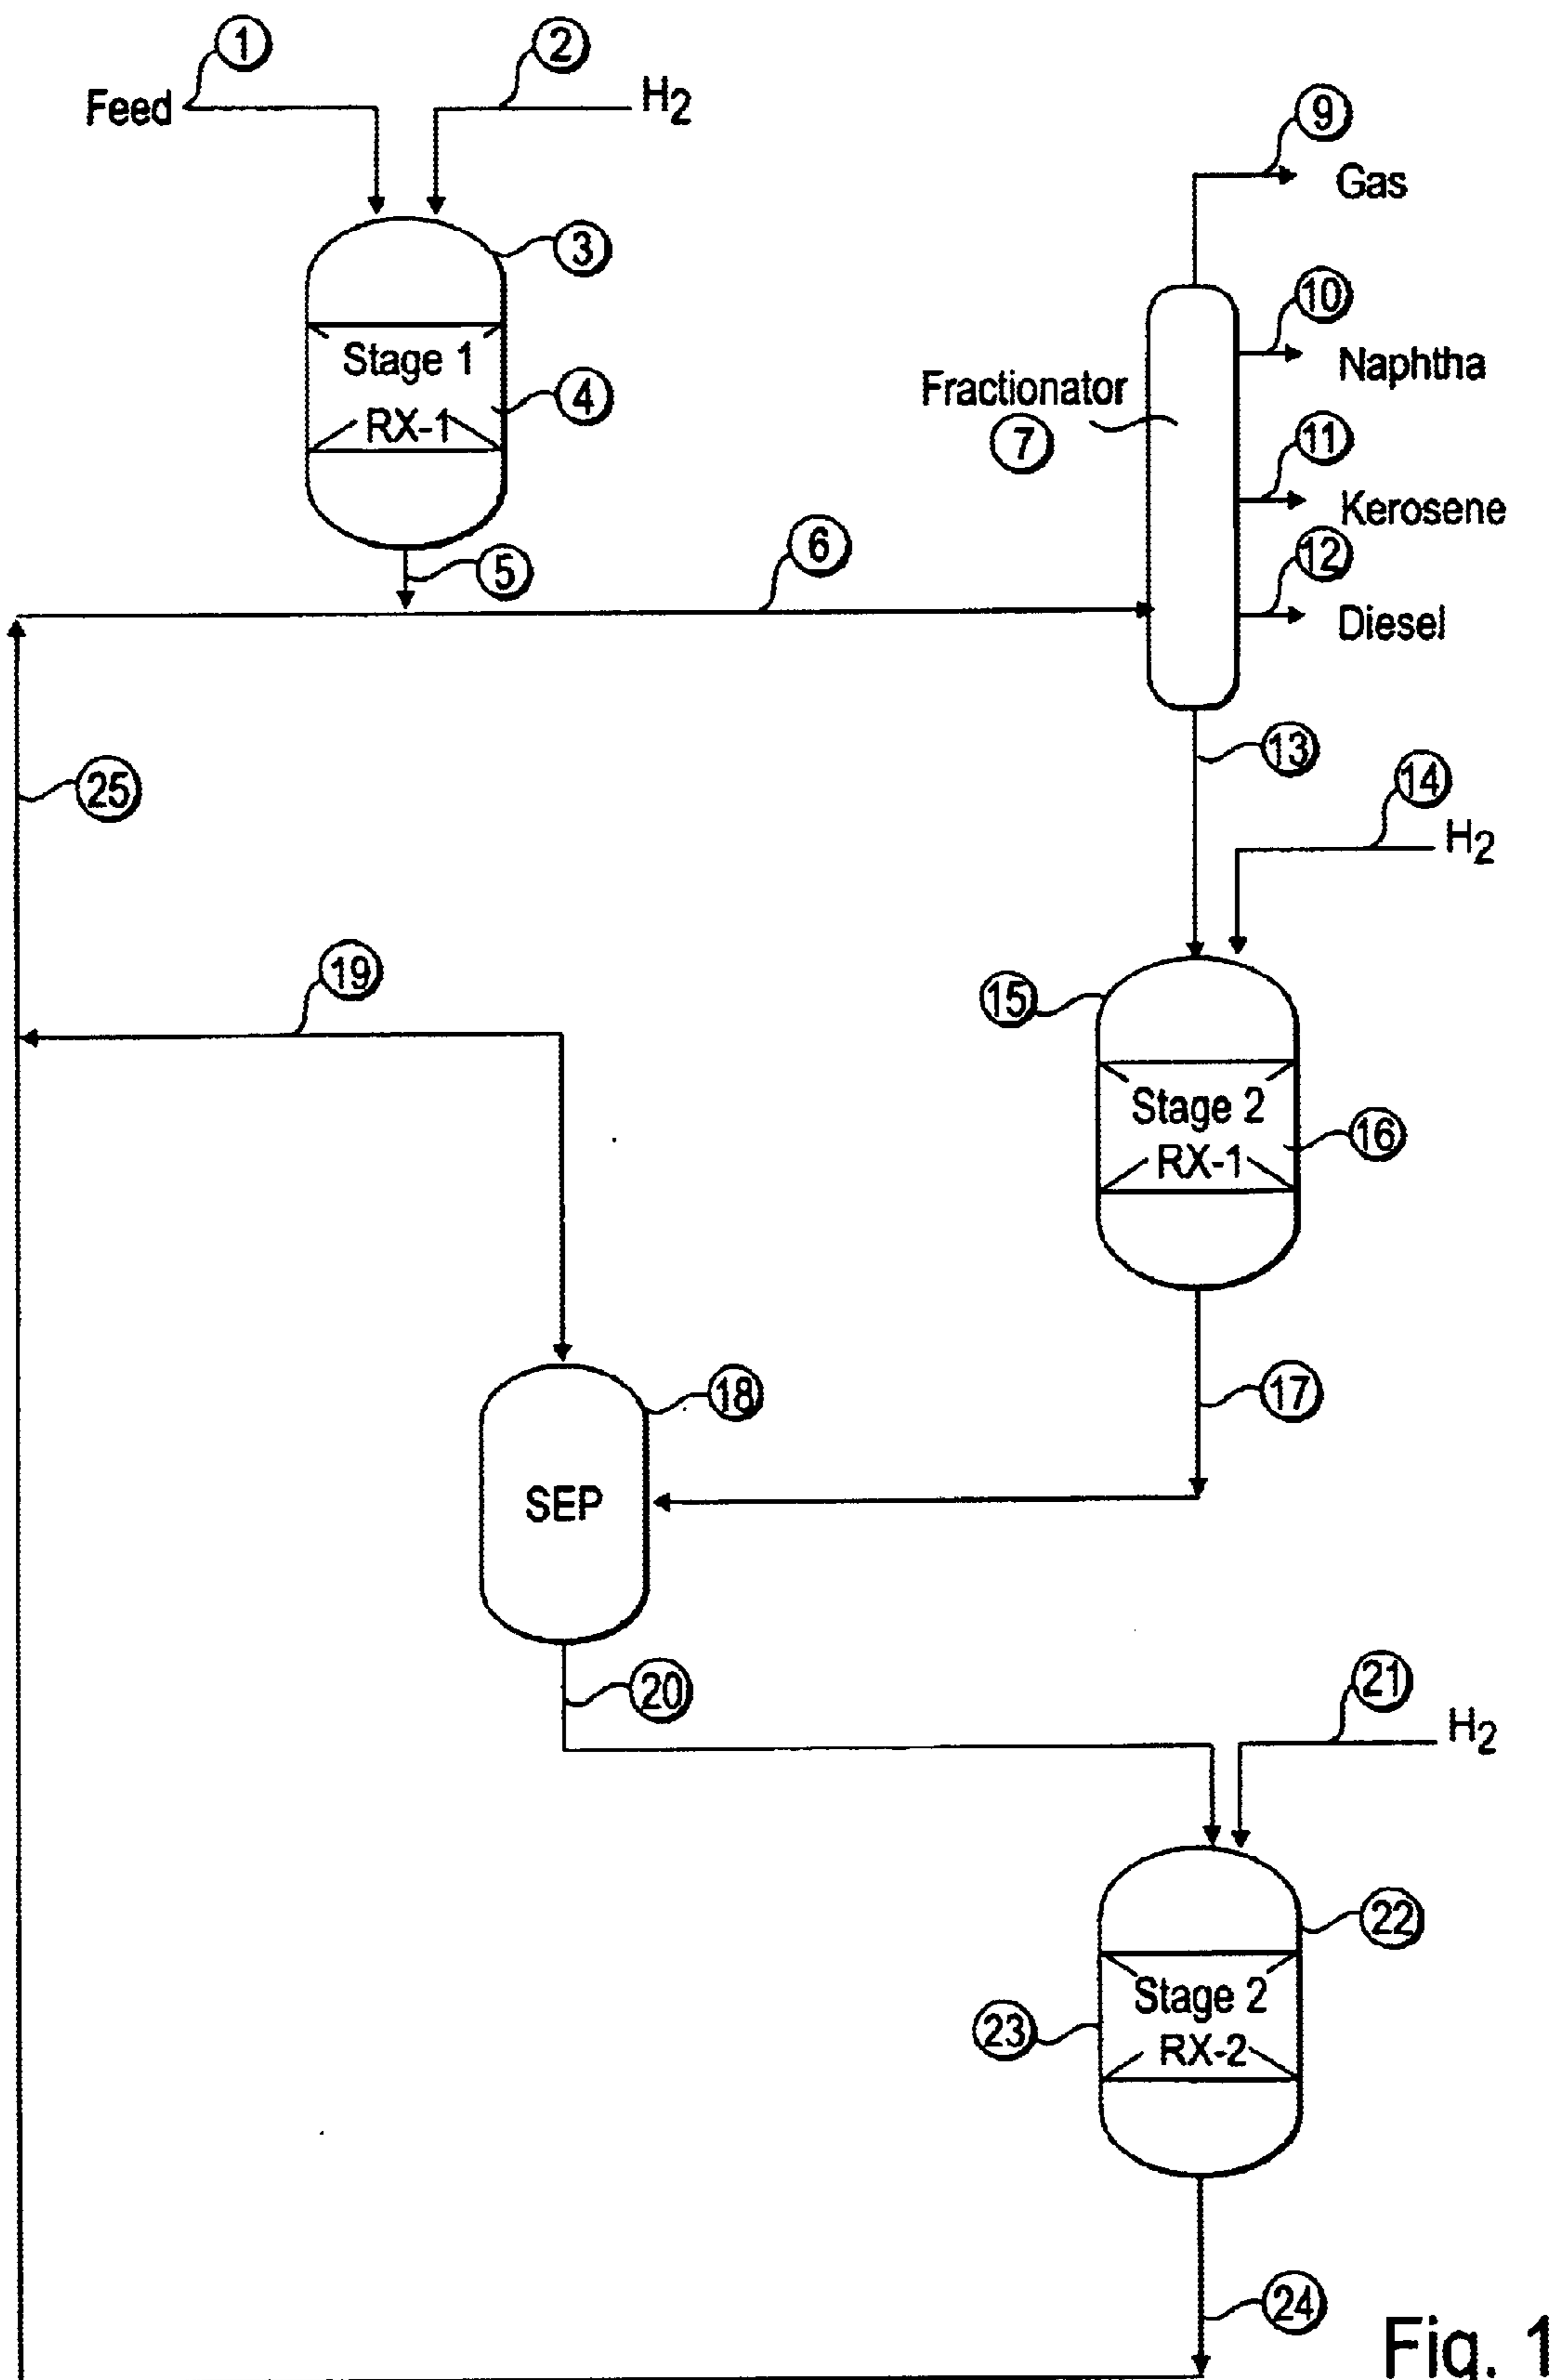 1
2
Feed
H2
9
Gas
3
10
Stage 1
Naphtha
Fractionator
4
7
RX-1
11
Kerosene
6
12
5
Diesel
13
14
25
H2
19
15
Stage 2
16
RX-1
18
17
SEP
20
21
H2
22
Stage 2
23
RX-2
24
Fig. 1